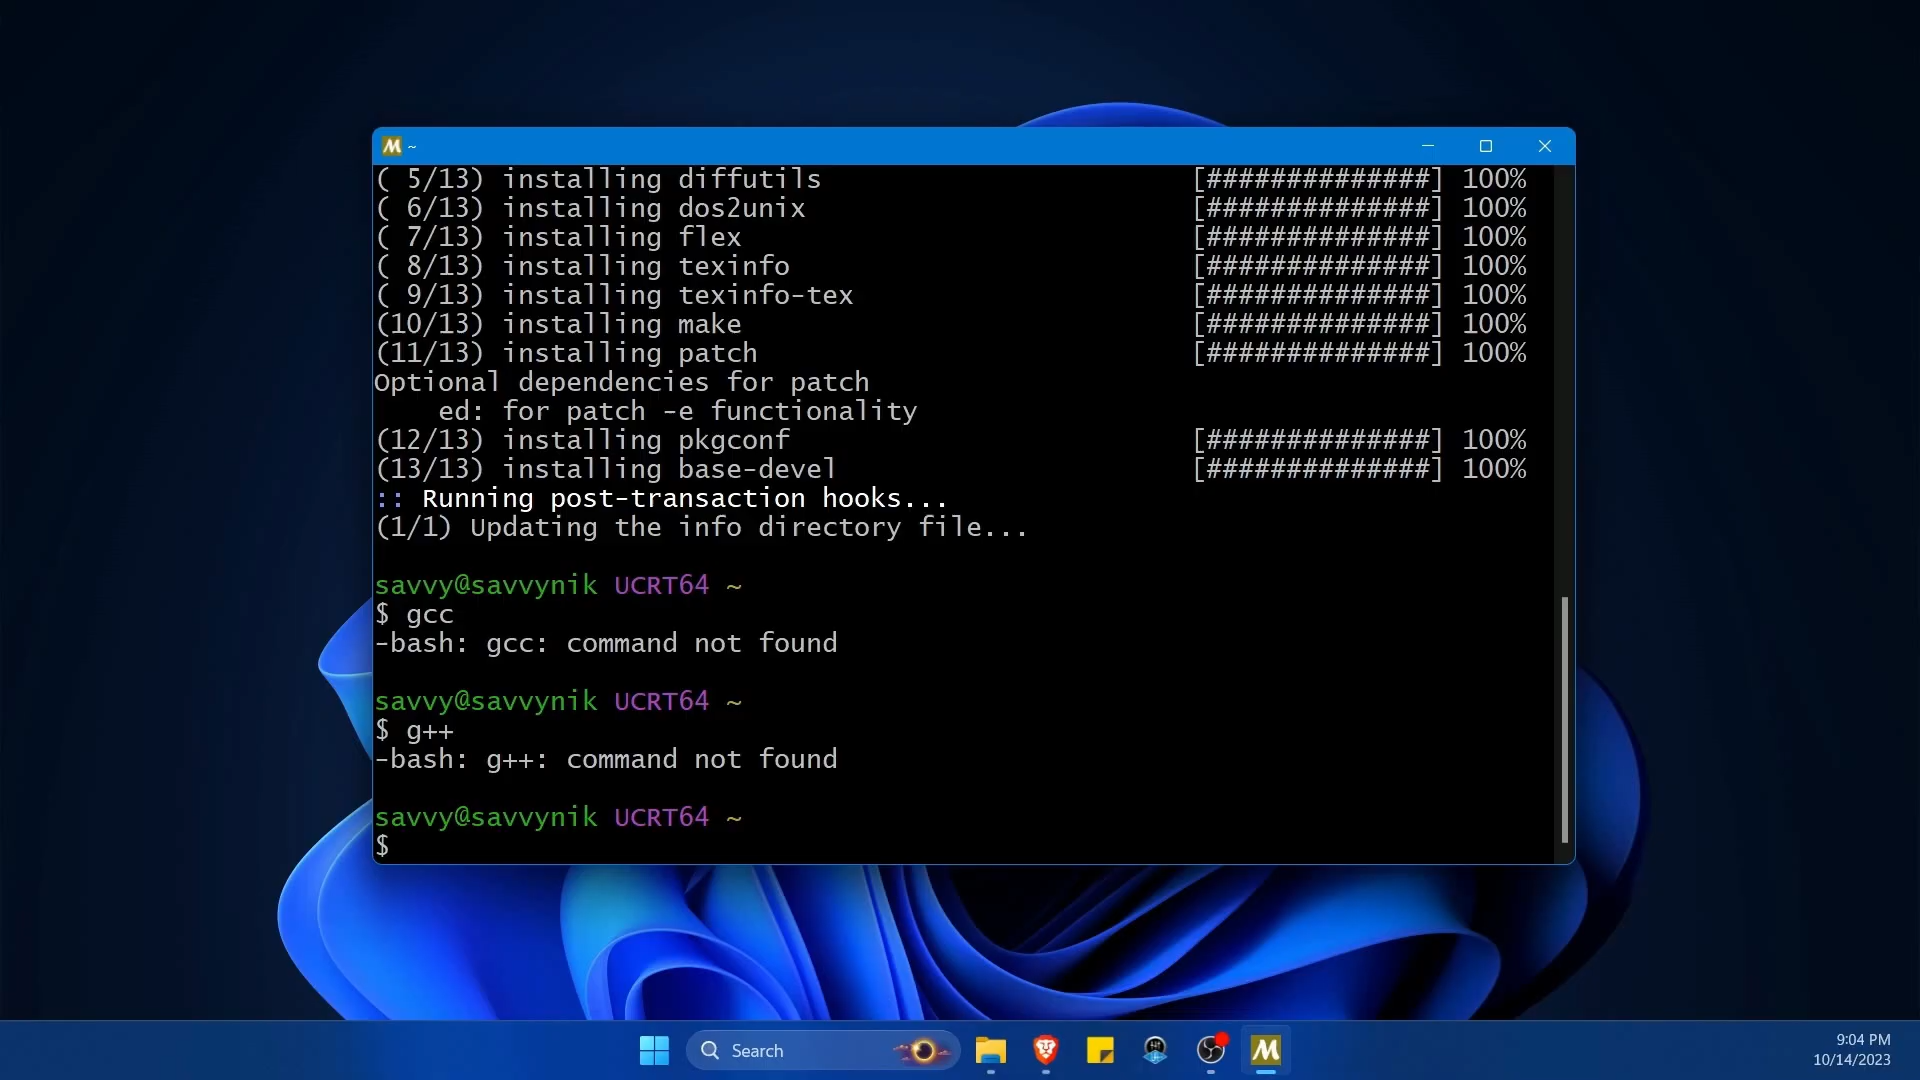 ~
( 5/13) installing diffutils [##############] 100%
( 6/13) installing dos2unix [##############] 100%
( 7/13) installing flex [##############] 100%
( 8/13) installing texinfo [##############] 100%
( 9/13) installing texinfo-tex [##############] 100%
(10/13) installing make [##############] 100%
(11/13) installing patch [##############] 100%
Optional dependencies for patch
    ed: for patch -e functionality
(12/13) installing pkgconf [##############] 100%
(13/13) installing base-devel [##############] 100%
:: Running post-transaction hooks...
(1/1) Updating the info directory file...
savvy@savvynik UCRT64 ~
$ gcc
-bash: gcc: command not found
savvy@savvynik UCRT64 ~
$ g++
-bash: g++: command not found
savvy@savvynik UCRT64 ~
$
Search
9:04 PM
10/14/2023